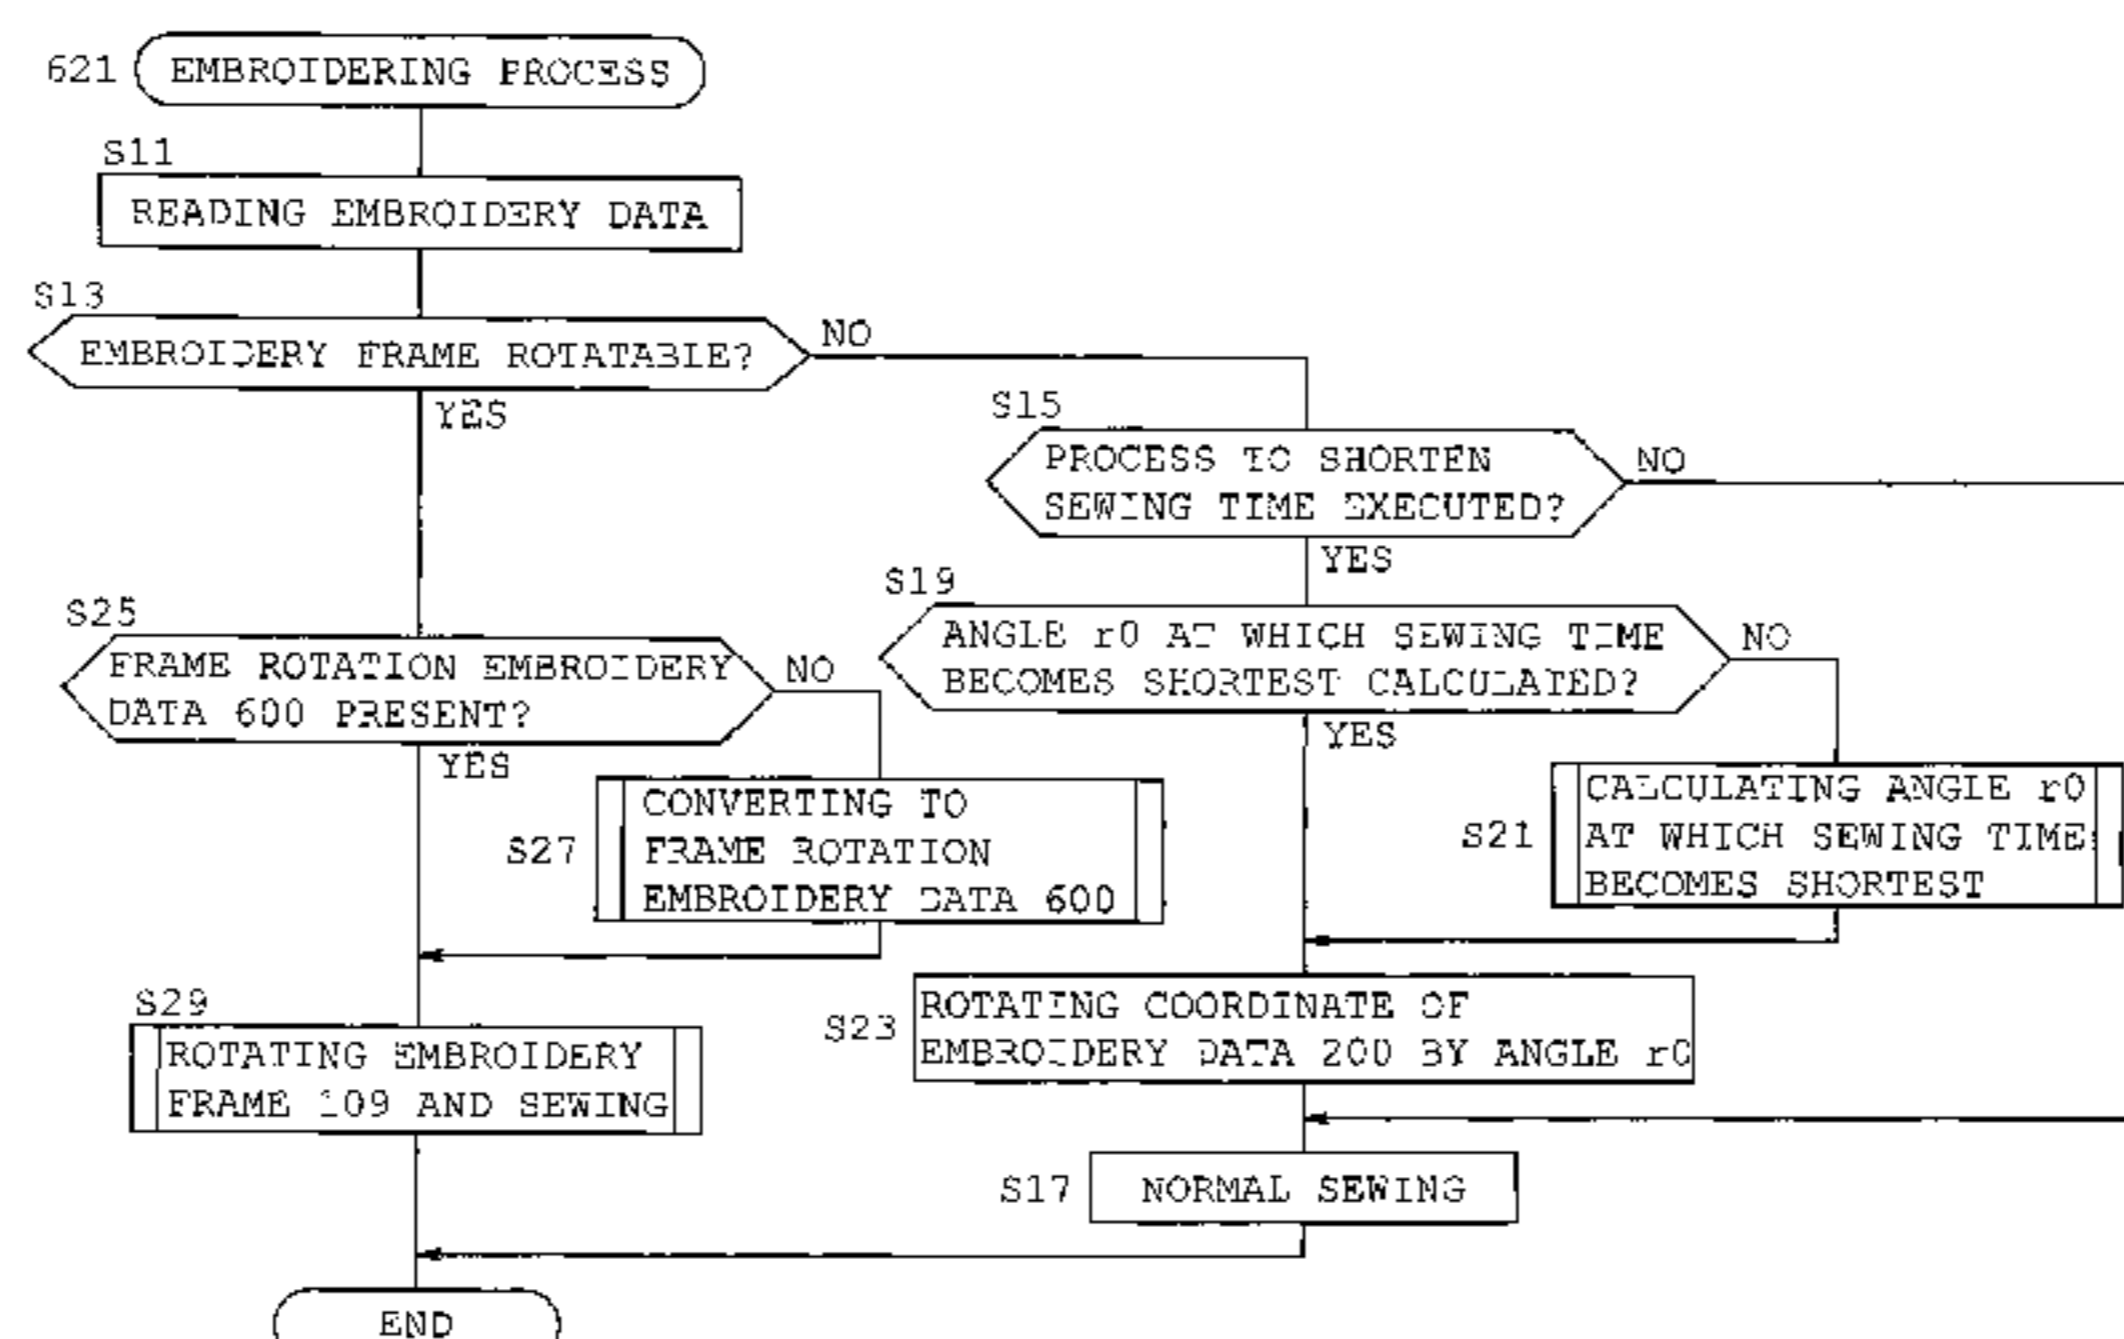 621 EMBROIDERING PROCESS
S11
READING EMBROIDERY DATA
S13
EMBROIDERY FRAME ROTATABLE?
NO
YES
S15
PROCESS TO SHORTEN
SEWING TIME EXECUTED?
NO
YES
S19
ANGLE r0 AT WHICH SEWING TIME
BECOMES SHORTEST CALCULATED?
NO
YES
S25
FRAME ROTATION EMBROIDERY
DATA 600 PRESENT?
NO
YES
S27
CONVERTING TO
FRAME ROTATION
EMBROIDERY DATA 600
S21
CALCULATING ANGLE r0
AT WHICH SEWING TIME
BECOMES SHORTEST
S29
ROTATING EMBROIDERY
FRAME 109 AND SEWING
S23
ROTATING COORDINATE OF
EMBROIDERY DATA 200 BY ANGLE r0
S17
NORMAL SEWING
END